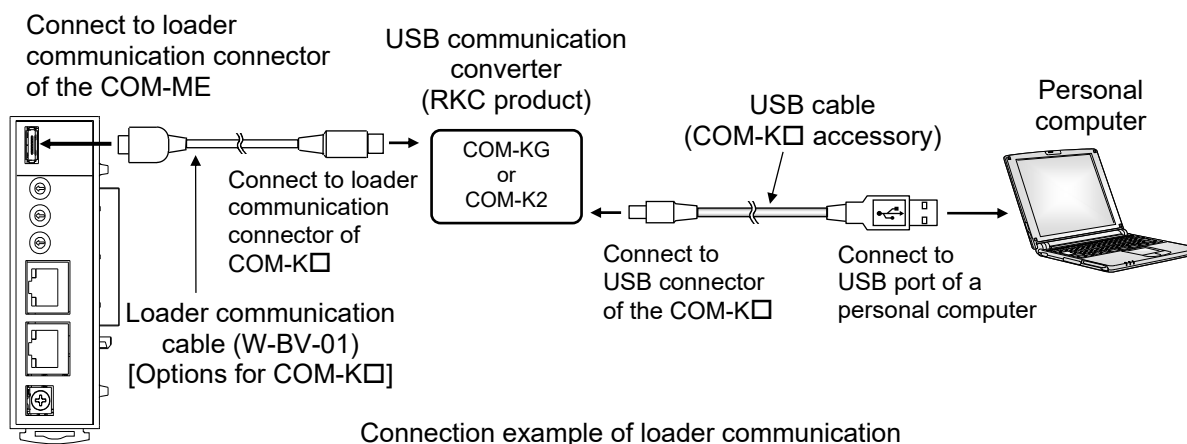 Connect to loader
communication connector
of the COM-ME
USB communication
converter
(RKC product)
COM-KG
or
COM-K2
USB cable
(COM-K□ accessory)
Personal
computer
Connect to loader
communication
connector of
COM-K□
Connect to
USB connector
of the COM-K□
Connect to
USB port of a
personal computer
Loader communication
cable (W-BV-01)
[Options for COM-K□]
Connection example of loader communication